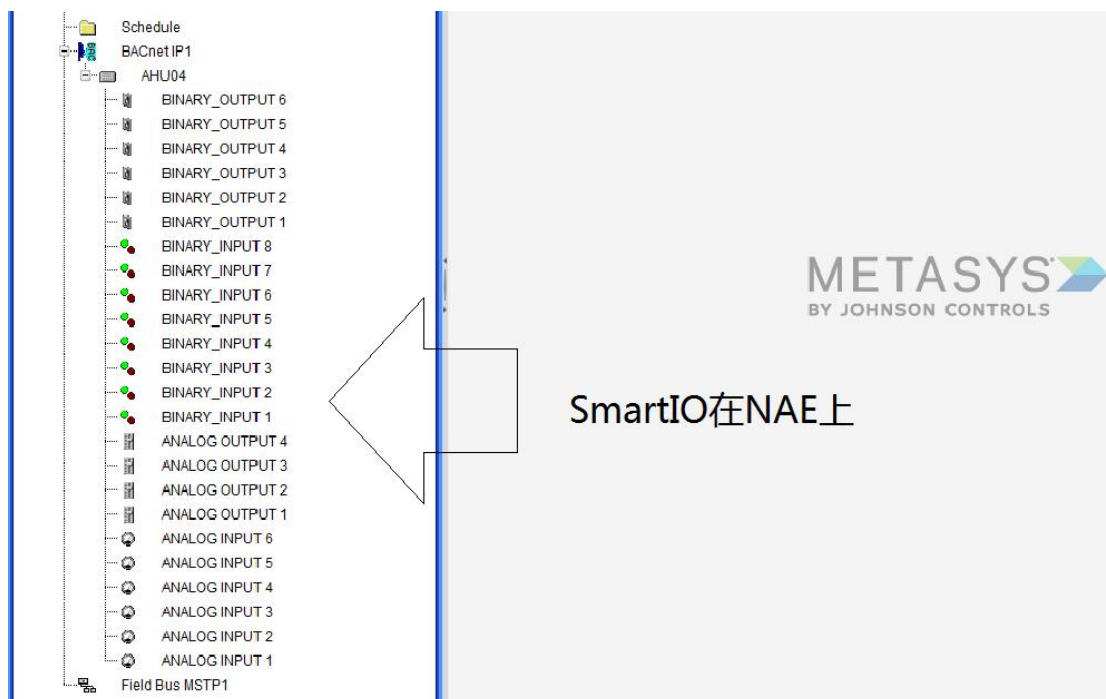 Schedule
BACnet IP1
AHU04
BINARY_OUTPUT 6
BINARY_OUTPUT 5
BINARY_OUTPUT 4
BINARY_OUTPUT 3
BINARY_OUTPUT 2
BINARY_OUTPUT 1
BINARY_INPUT 8
BINARY_INPUT 7
BINARY_INPUT 6
BINARY_INPUT 5
BINARY_INPUT 4
BINARY_INPUT 3
BINARY_INPUT 2
BINARY_INPUT 1
ANALOG OUTPUT 4
ANALOG OUTPUT 3
ANALOG OUTPUT 2
ANALOG OUTPUT 1
ANALOG INPUT 6
ANALOG INPUT 5
ANALOG INPUT 4
ANALOG INPUT 3
ANALOG INPUT 2
ANALOG INPUT 1
Field Bus MSTP1
METASYS
BY JOHNSON CONTROLS
SmartIO在NAE上